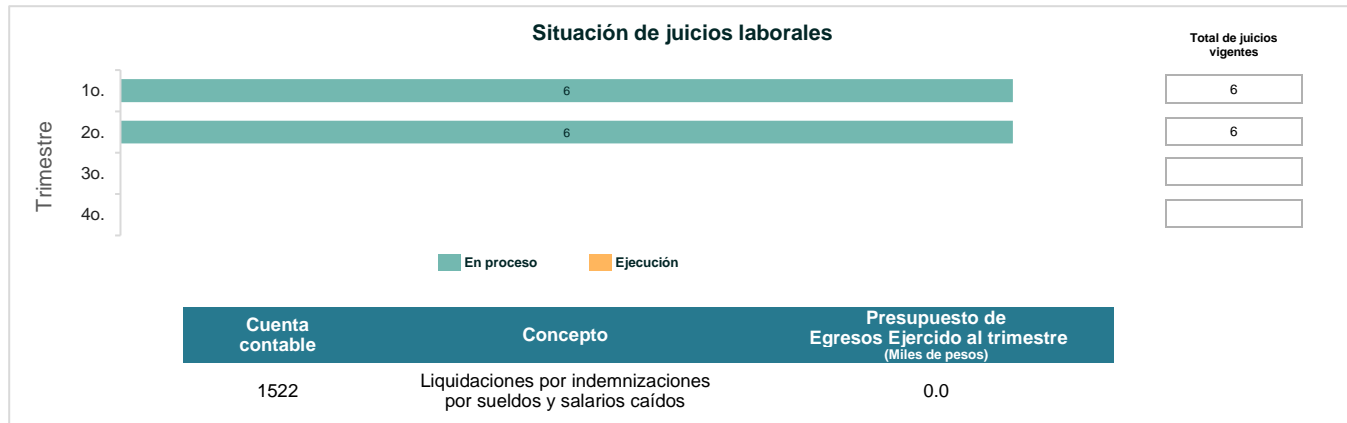 Situación de juicios laborales
Total de juicios
vigentes
Trimestre
1o.
6
6
2o.
6
6
3o.
4o.
En proceso
Ejecución
Cuenta
contable
Concepto
Presupuesto de
Egresos Ejercido al trimestre
(Miles de pesos)
1522
Liquidaciones por indemnizaciones
por sueldos y salarios caídos
0.0